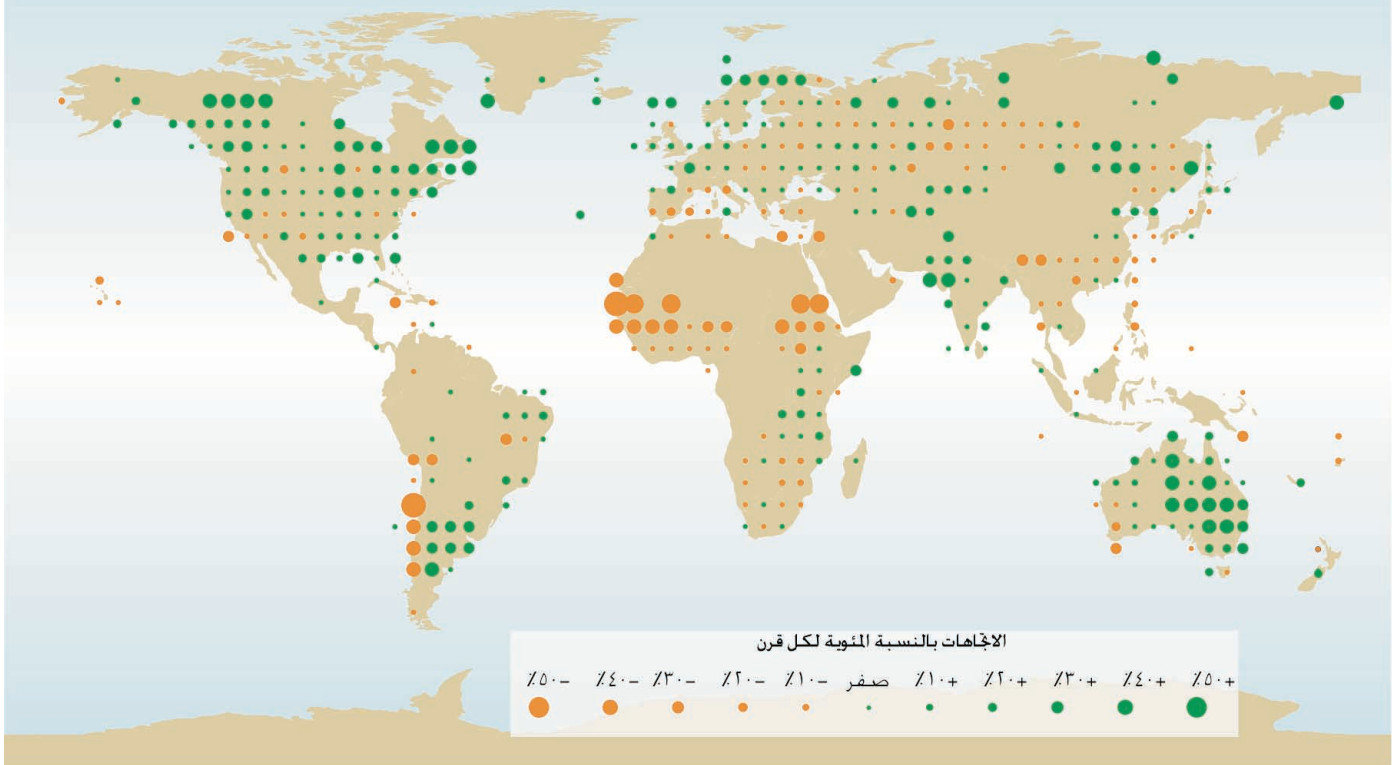 الاتجاهات بالنسبة المئوية لكل قرن
+٥٠٪ +٤٠٪ +٣٠٪ +٢٠٪ +١٠٪ صفر -١٠٪ -٢٠٪ -٣٠٪ -٤٠٪ -٥٠٪